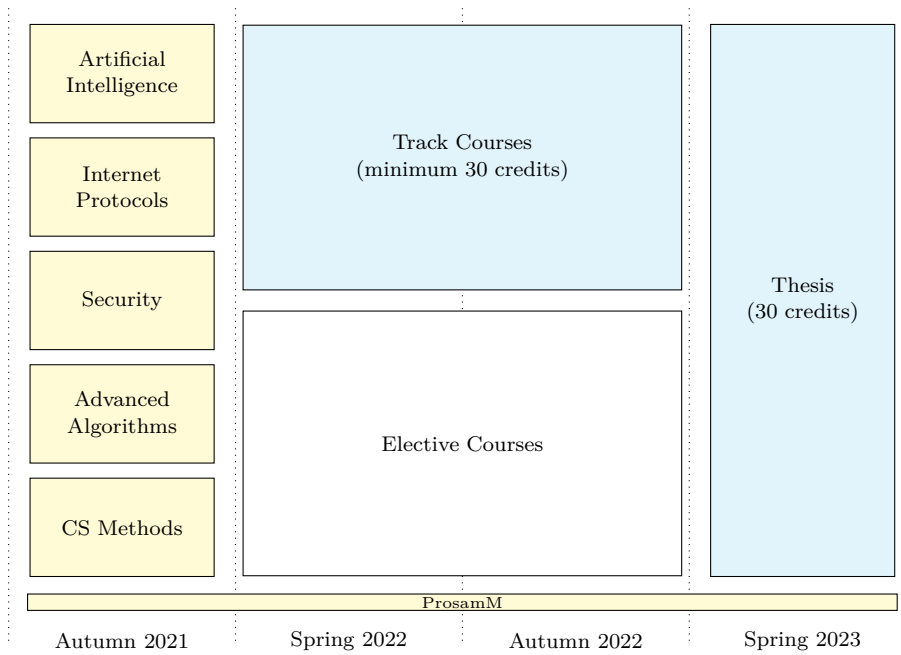 Artificial
Intelligence
Internet
Protocols
Security
Advanced
Algorithms
CS Methods
Track Courses
(minimum 30 credits)
Elective Courses
Thesis
(30 credits)
ProsamM
Autumn 2021
Spring 2022
Autumn 2022
Spring 2023